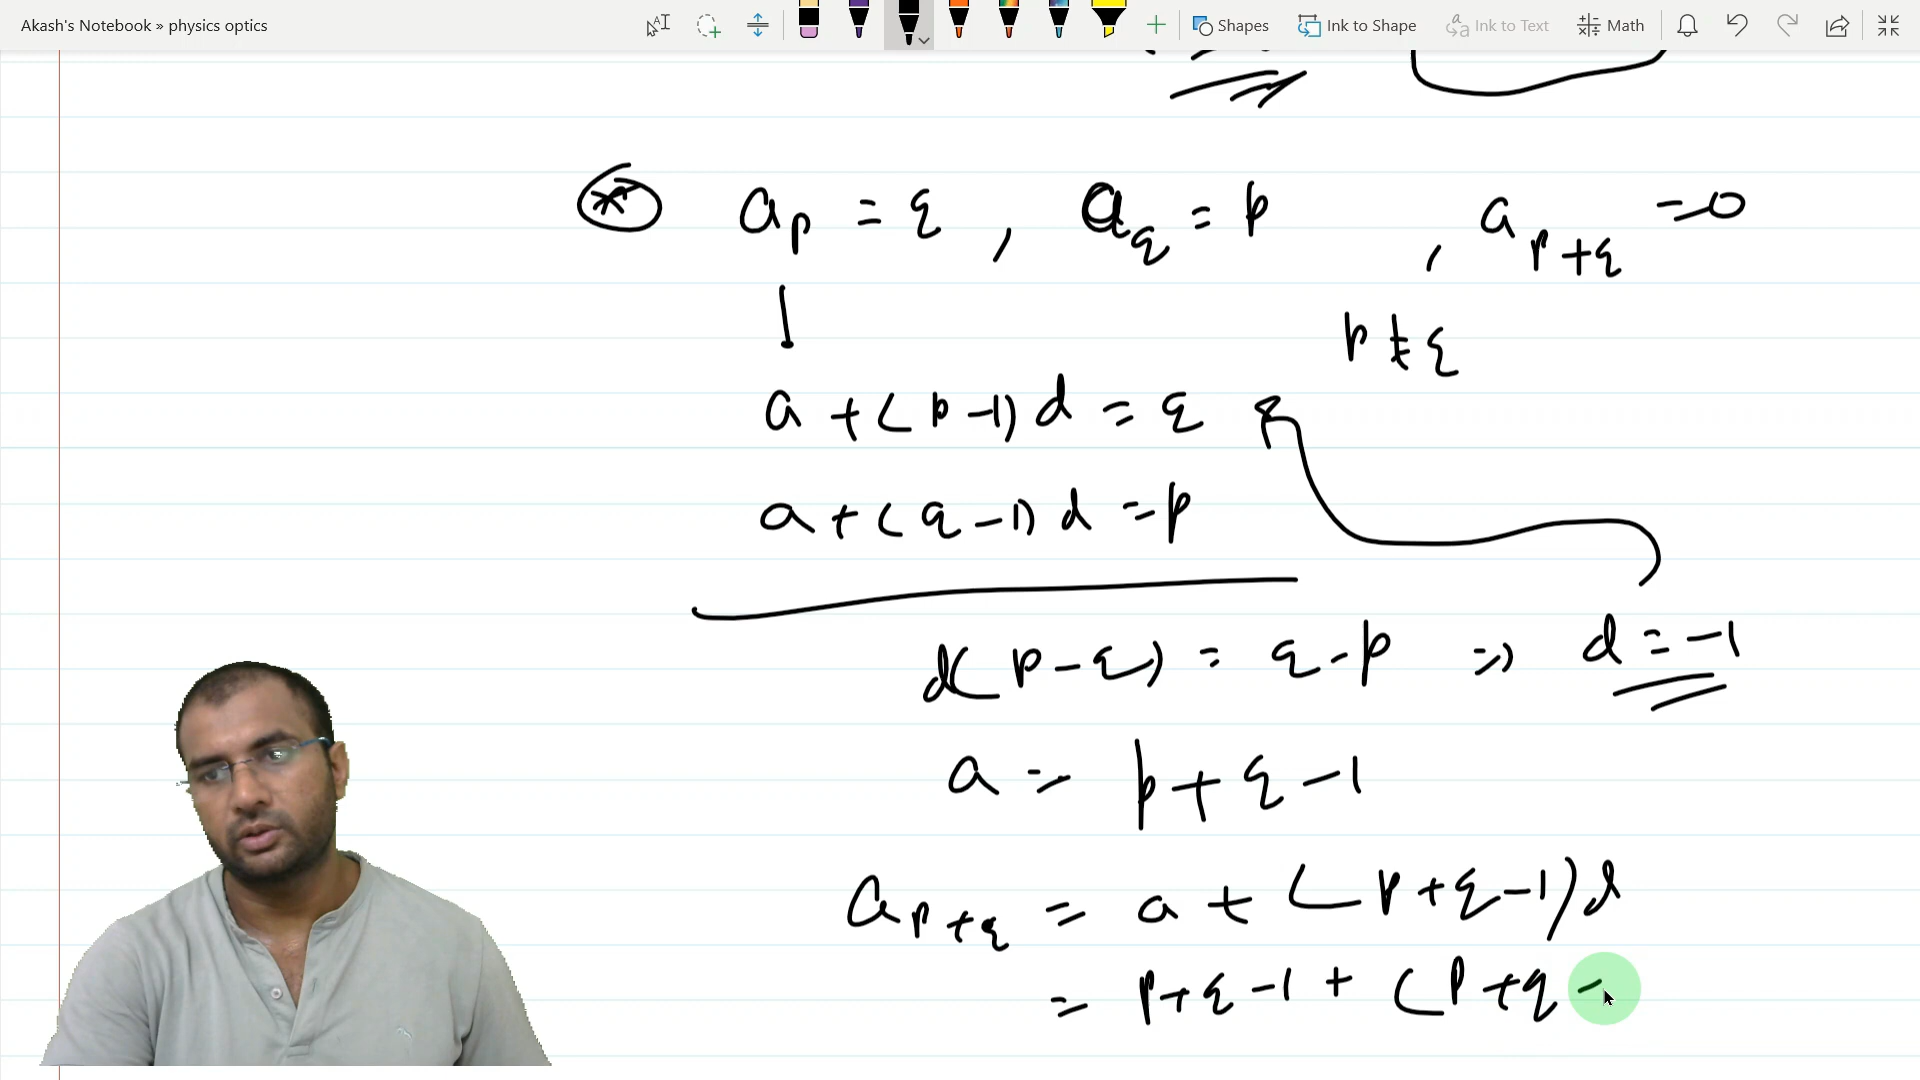 Akash's Notebook » physics optics
Shapes Ink to Shape Ink to Text Math
* a_p = q , a_q = p , a_{p+q} = 0
p ≠ q
a + (p-1)d = q
a + (q-1)d = p
d(p-q) = q-p ⇒ d = -1
a = p+q-1
a_{p+q} = a + (p+q-1)d
= p+q-1 + (p+q -